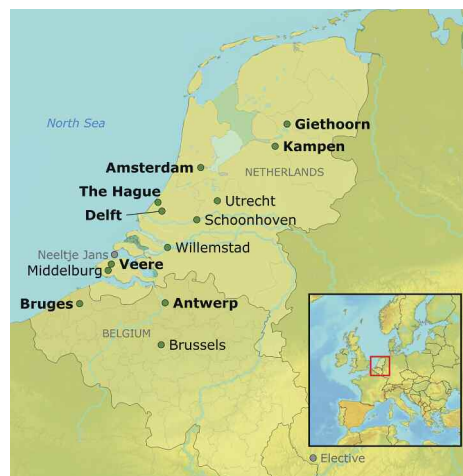 North Sea
Giethoorn
Kampen
Amsterdam
NETHERLANDS
The Hague
Utrecht
Delft
Schoonhoven
Willemstad
Neeltje Jans
Veere
Middelburg
Bruges
Antwerp
BELGIUM
Brussels
Elective